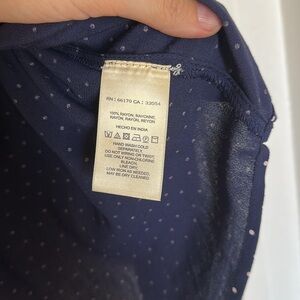 RN : 66170 CA : 33054
100% RAYON, RAYONNE,
RAYON, RAYON, REYON
HECHO EN INDIA
HAND WASH COLD
SEPARATELY.
DO NOT WRING OR TWIST.
USE ONLY NON-CHLORINE
BLEACH.
LINE DRY.
LOW IRON AS NEEDED.
MAY BE DRY CLEANED.